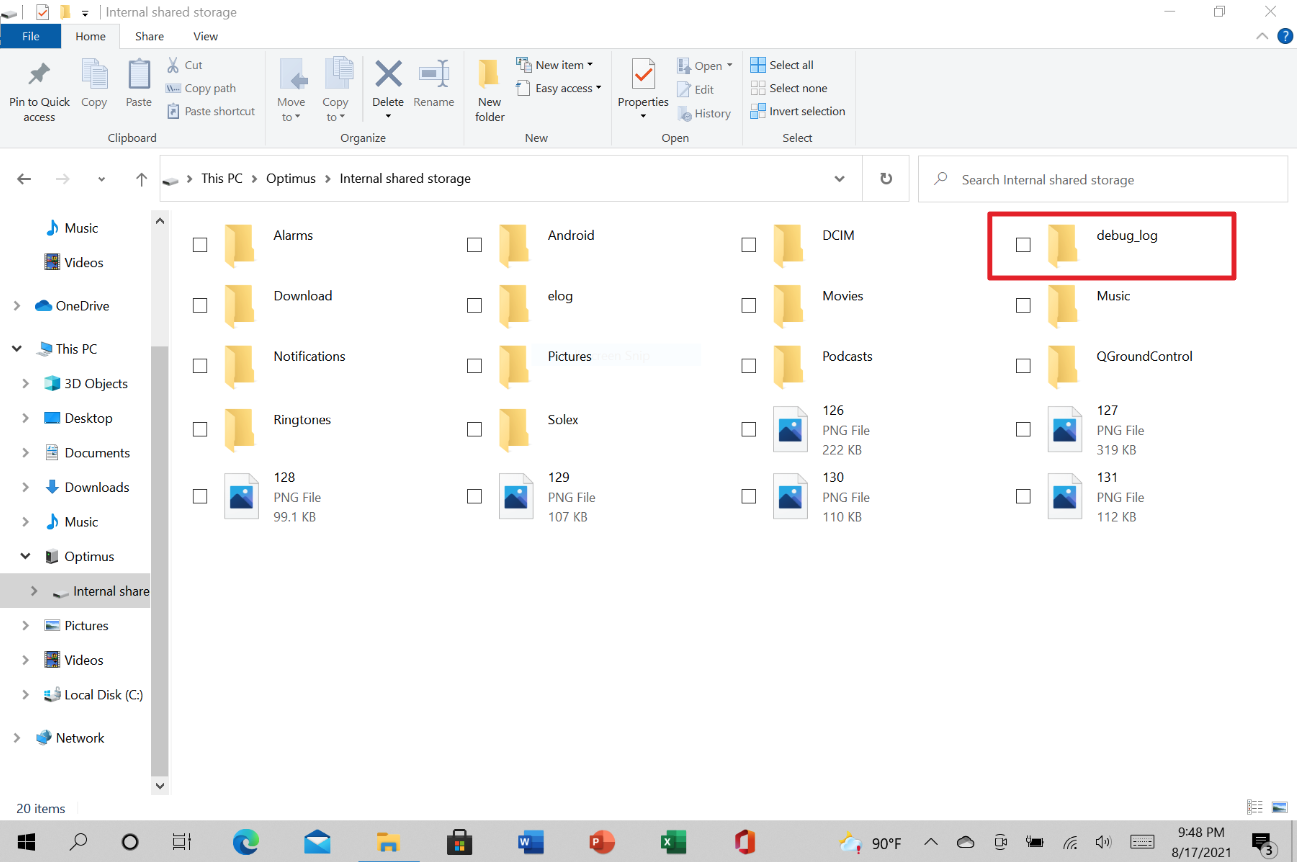 Internal shared storage
File Home Share View
Pin to Quick access
Copy
Paste
Cut
Copy path
Paste shortcut
Clipboard
Move to
Copy to
Delete
Rename
Organize
New folder
New item
Easy access
New
Properties
Open
Edit
History
Open
Select all
Select none
Invert selection
Select
This PC > Optimus > Internal shared storage
Search Internal shared storage
Music
Videos
OneDrive
This PC
3D Objects
Desktop
Documents
Downloads
Music
Optimus
Internal share
Pictures
Videos
Local Disk (C:)
Network
Alarms
Android
DCIM
debug_log
Download
elog
Movies
Music
Notifications
Pictures
Podcasts
QGroundControl
Ringtones
Solex
126
PNG File
222 KB
127
PNG File
319 KB
128
PNG File
99.1 KB
129
PNG File
107 KB
130
PNG File
110 KB
131
PNG File
112 KB
20 items
90°F
9:48 PM
8/17/2021
3